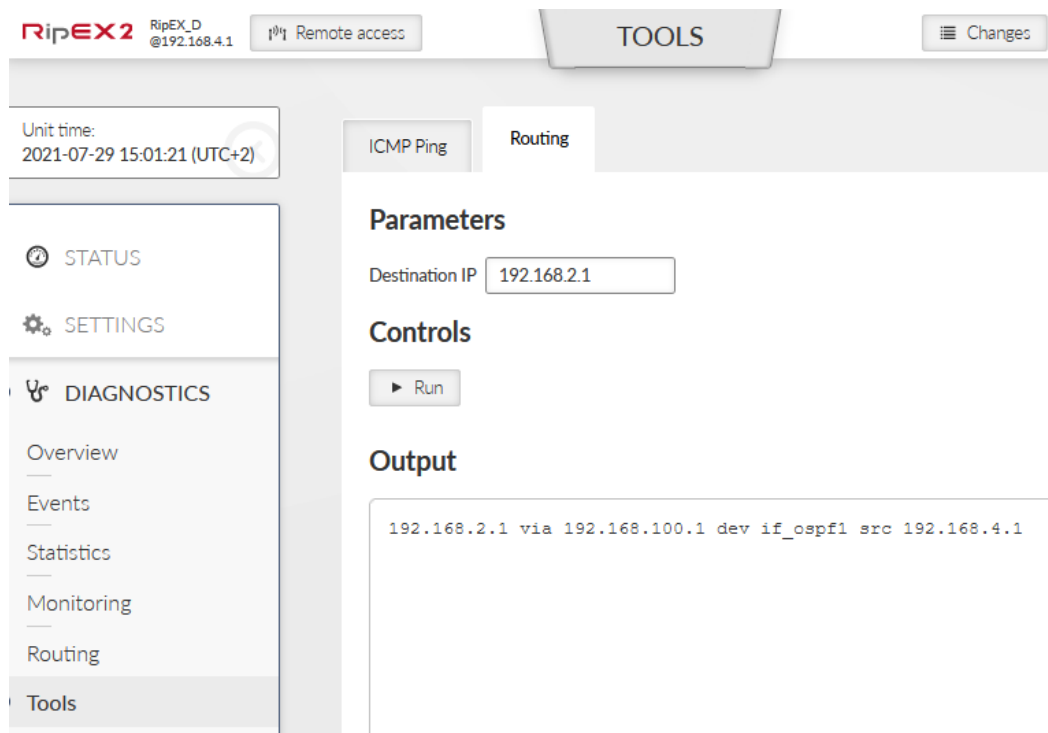 RipEX2
RipEX_D
@192.168.4.1
Remote access
TOOLS
Changes
Unit time:
2021-07-29 15:01:21 (UTC+2)
STATUS
SETTINGS
DIAGNOSTICS
Overview
Events
Statistics
Monitoring
Routing
Tools
ICMP Ping
Routing
Parameters
Destination IP 192.168.2.1
Controls
Run
Output
192.168.2.1 via 192.168.100.1 dev if_ospf1 src 192.168.4.1